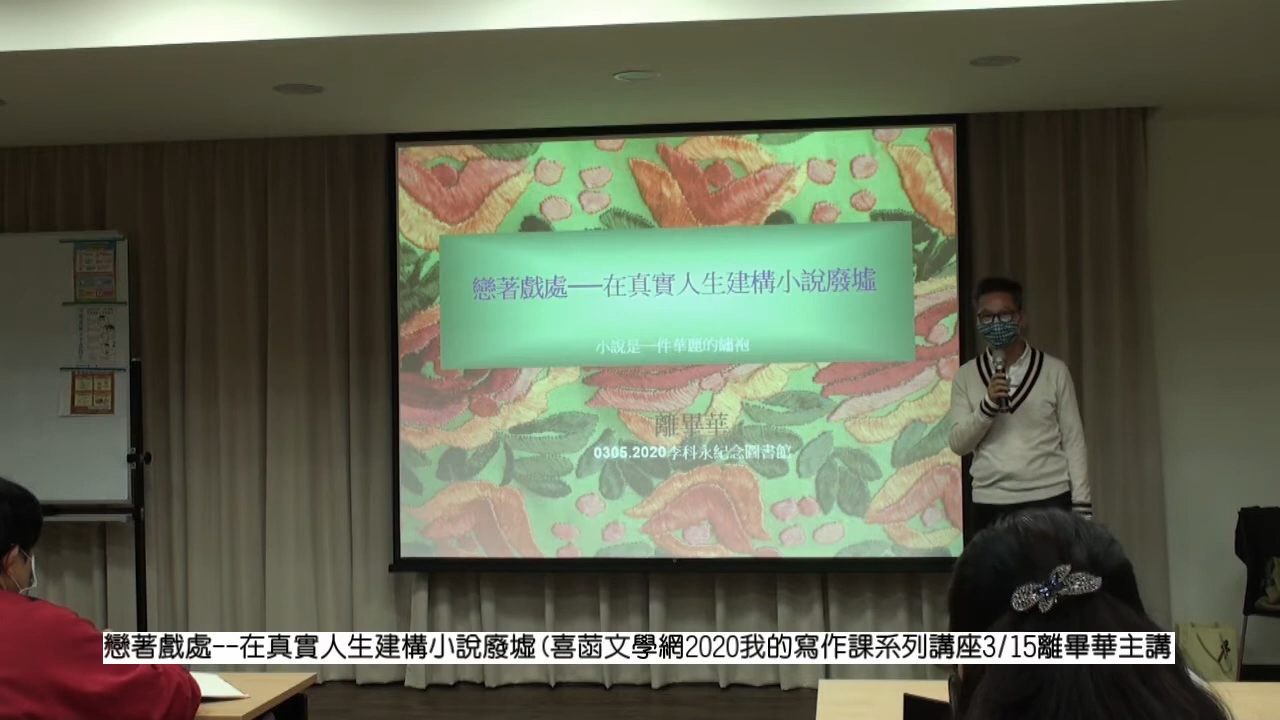 戀著戲處──在真實人生建構小說廢墟
小說是一件華麗的鏽袍
離畢華
0305.2020李科永紀念圖書館
戀著戲處--在真實人生建構小說廢墟(喜菡文學網2020我的寫作課系列講座3/15離畢華主講